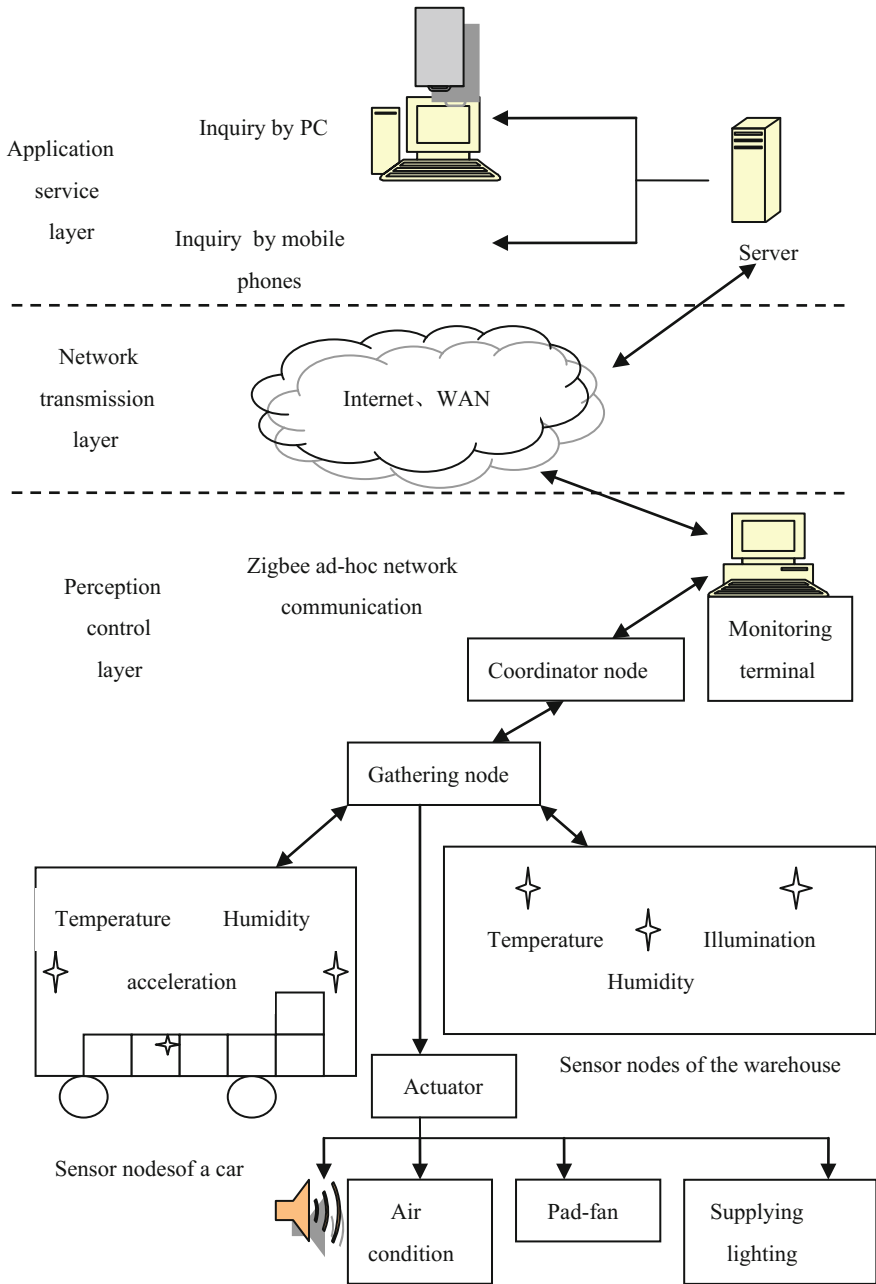 Inquiry by PC
Application
service
layer
Inquiry by mobile
phones
Server
Network
transmission
layer
Internet、WAN
Zigbee ad-hoc network
communication
Perception
control
layer
Monitoring
terminal
Coordinator node
Gathering node
Temperature Humidity
acceleration
Temperature Illumination
Humidity
Sensor nodes of the warehouse
Actuator
Sensor nodesof a car
Air
condition
Pad-fan
Supplying
lighting